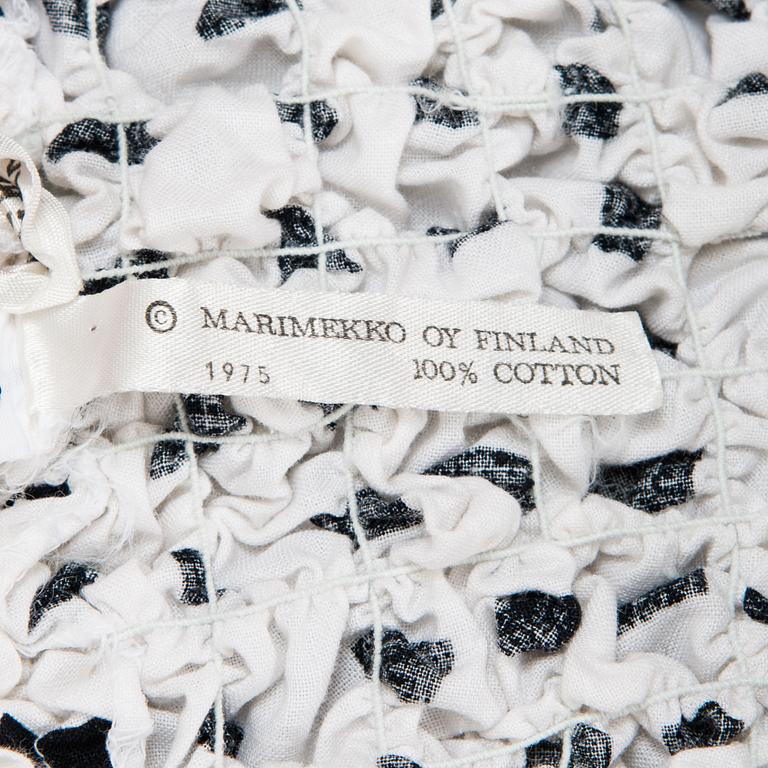 © MARIMEKKO OY FINLAND
1975 100% COTTON